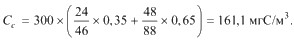 C_c = 300 × (24/46 × 0,35 + 48/88 × 0,65) = 161,1 мгС/м³.